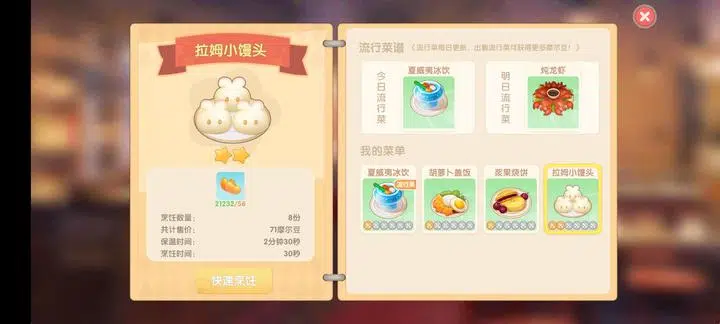 拉姆小馒头
21232/56
烹饪数量: 8份
共计售价: 71摩尔豆
保温时间: 2分钟30秒
烹饪时间: 30秒
快速烹饪
流行菜谱 《流行菜每日更新,出售流行菜可获得更多摩尔豆!》
今日流行菜
夏威夷冰饮
明日流行菜
炖龙虾
我的菜单
夏威夷冰饮
流行菜
胡萝卜盖饭
浆果烧饼
拉姆小馒头